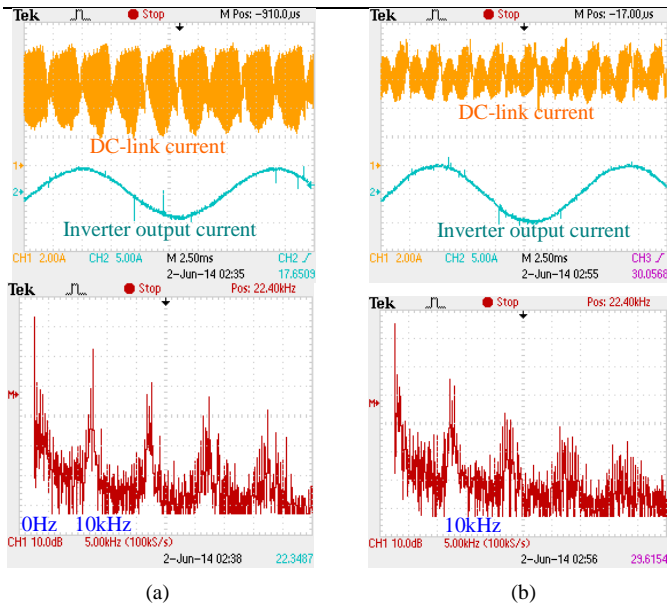 Tek Stop M Pos: -910.0µs
DC-link current
1
2
Inverter output current
CH1 2.00A CH2 5.00A M 2.50ms CH2
2-Jun-14 02:35 17.6509
Tek Stop Pos: 22.40kHz
M
0Hz 10kHz
CH1 10.0dB 5.00kHz (100kS/s)
2-Jun-14 02:38 22.3487
(a)
Tek Stop M Pos: -17.00µs
DC-link current
1
2
Inverter output current
CH1 2.00A CH2 5.00A M 2.50ms CH3
2-Jun-14 02:55 30.0568
Tek Stop Pos: 22.40kHz
M
10kHz
CH1 10.0dB 5.00kHz (100kS/s)
2-Jun-14 02:56 29.6154
(b)